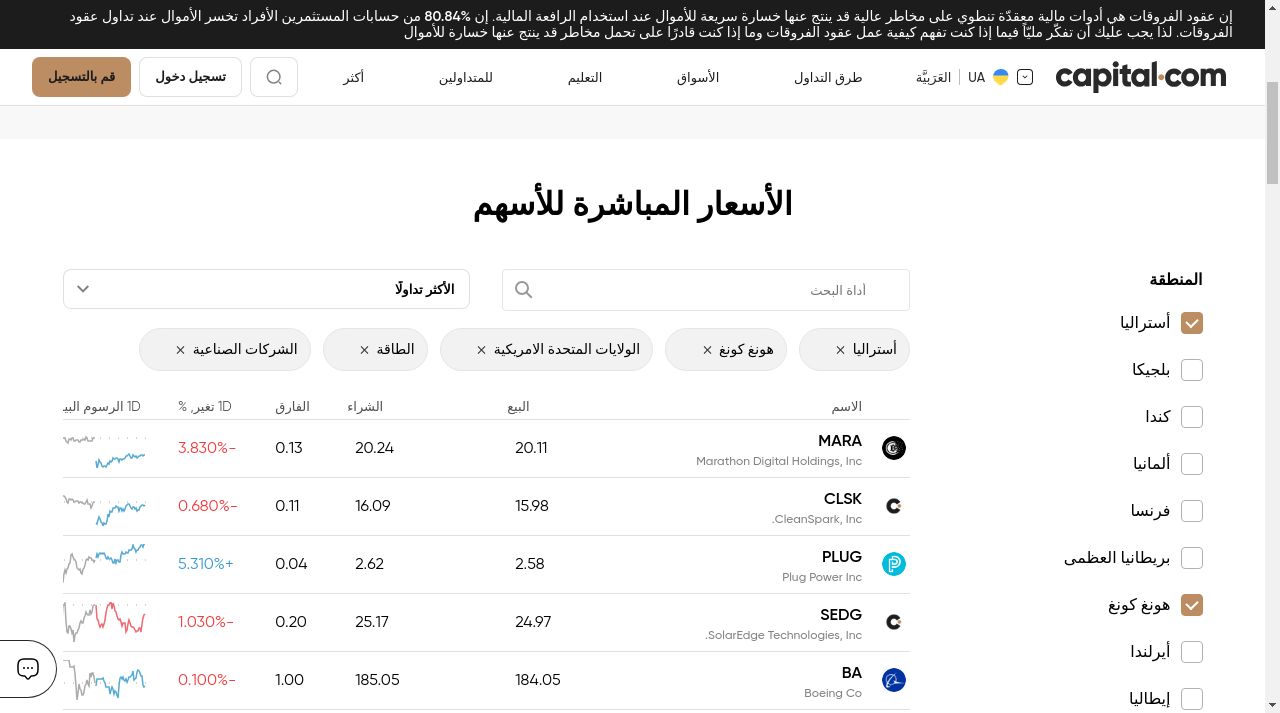 إن عقود الفروقات هي أدوات مالية معقدّة تنطوي على مخاطر عالية قد ينتج عنها خسارة سريعة للأموال عند استخدام الرافعة المالية. إن 80.84% من حسابات المستثمرين الأفراد تخسر الأموال عند تداول عقود
الفروقات. لذا يجب عليك أن تفكّر مليّاً فيما إذا كنت تفهم كيفية عمل عقود الفروقات وما إذا كنت قادرًا على تحمل مخاطر قد ينتج عنها خسارة للأموال
capital.com
UA العَرَبيَّة
طرق التداول
الأسواق
التعليم
للمتداولين
أكثر
تسجيل دخول
قم بالتسجيل
الأسعار المباشرة للأسهم
المنطقة
أستراليا
بلجيكا
كندا
ألمانيا
فرنسا
بريطانيا العظمى
هونغ كونغ
أيرلندا
إيطاليا
أداة البحث
الأكثر تداولًا
أستراليا ×
هونغ كونغ ×
الولايات المتحدة الامريكية ×
الطاقة ×
الشركات الصناعية ×
الاسم البيع الشراء الفارق 1D تغير, % 1D الرسوم
MARA 20.11 20.24 0.13 3.830%-
Marathon Digital Holdings, Inc
CLSK 15.98 16.09 0.11 0.680%-
.CleanSpark, Inc
PLUG 2.58 2.62 0.04 5.310%+
Plug Power Inc
SEDG 24.97 25.17 0.20 1.030%-
.SolarEdge Technologies, Inc
BA 184.05 185.05 1.00 0.100%-
Boeing Co